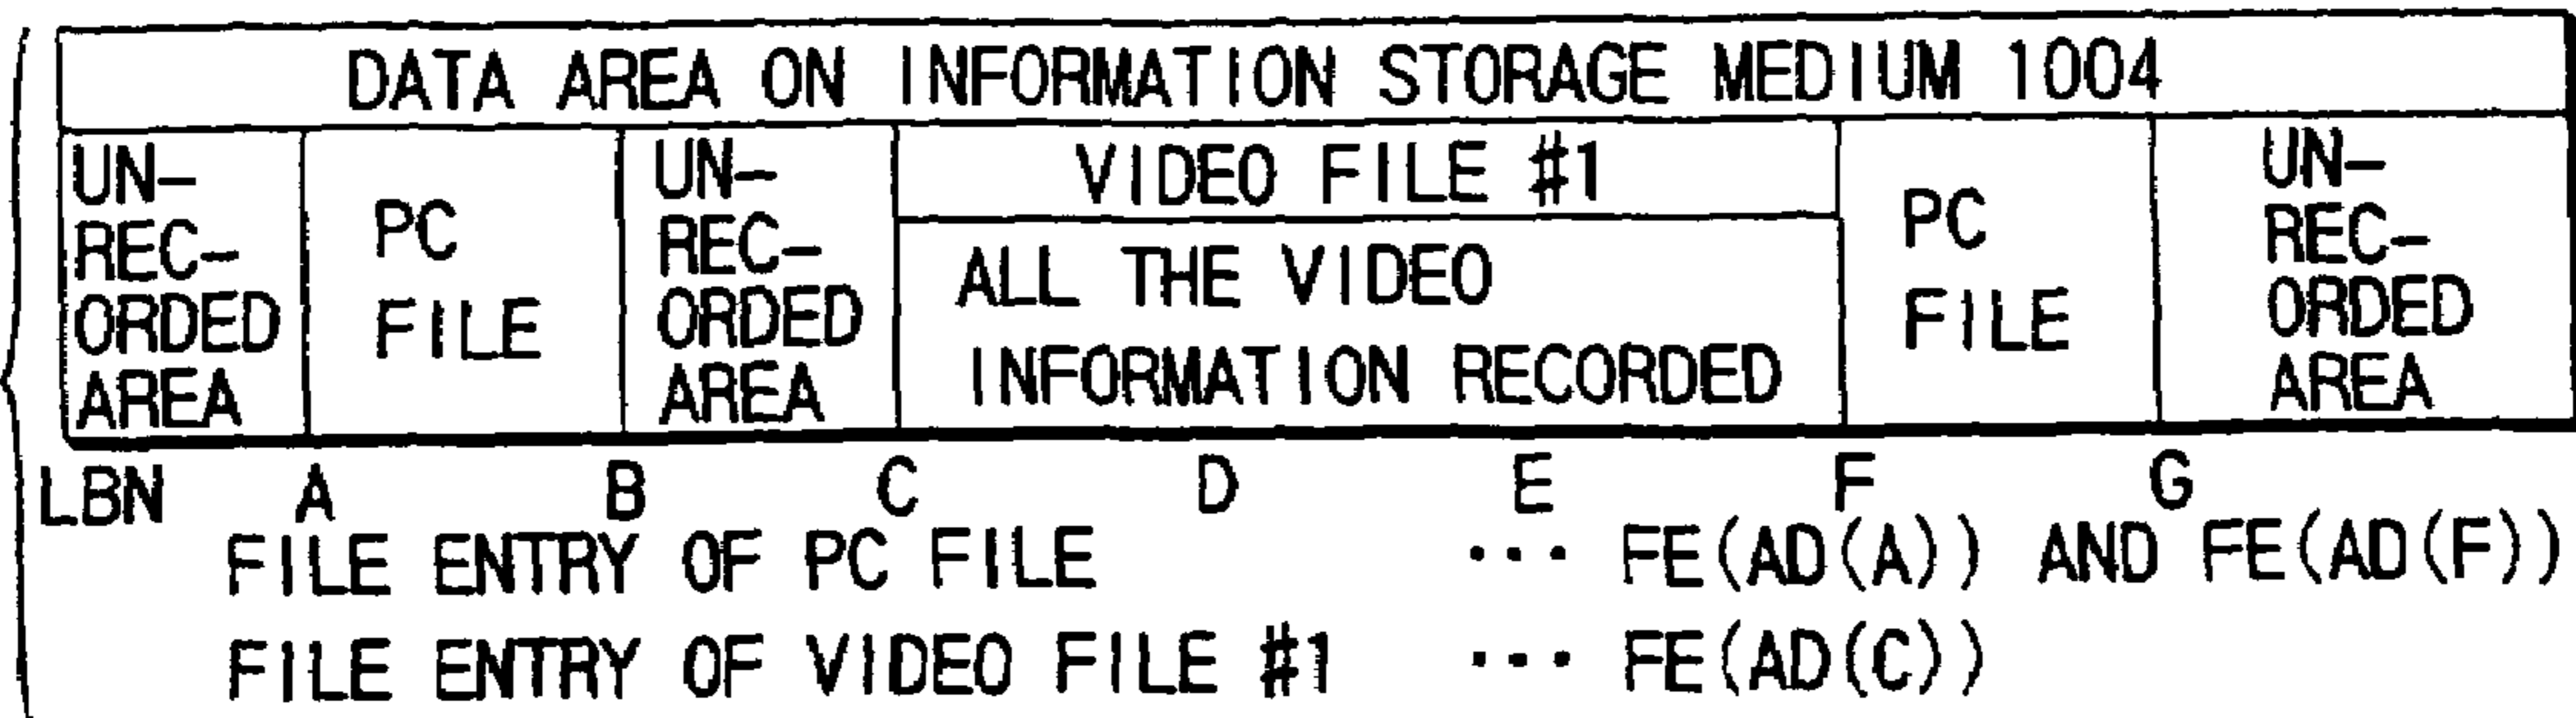 DATA AREA ON INFORMATION STORAGE MEDIUM 1004
UN-
REC-
ORDED
AREA
PC
FILE
UN-
REC-
ORDED
AREA
VIDEO FILE #1
ALL THE VIDEO
INFORMATION RECORDED
PC
FILE
UN-
REC-
ORDED
AREA
LBN A B C D E F G
FILE ENTRY OF PC FILE ... FE(AD(A)) AND FE(AD(F))
FILE ENTRY OF VIDEO FILE #1 ... FE(AD(C))